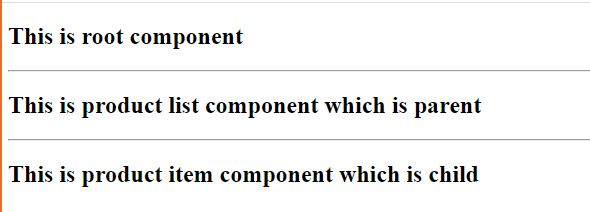 This is root component
This is product list component which is parent
This is product item component which is child